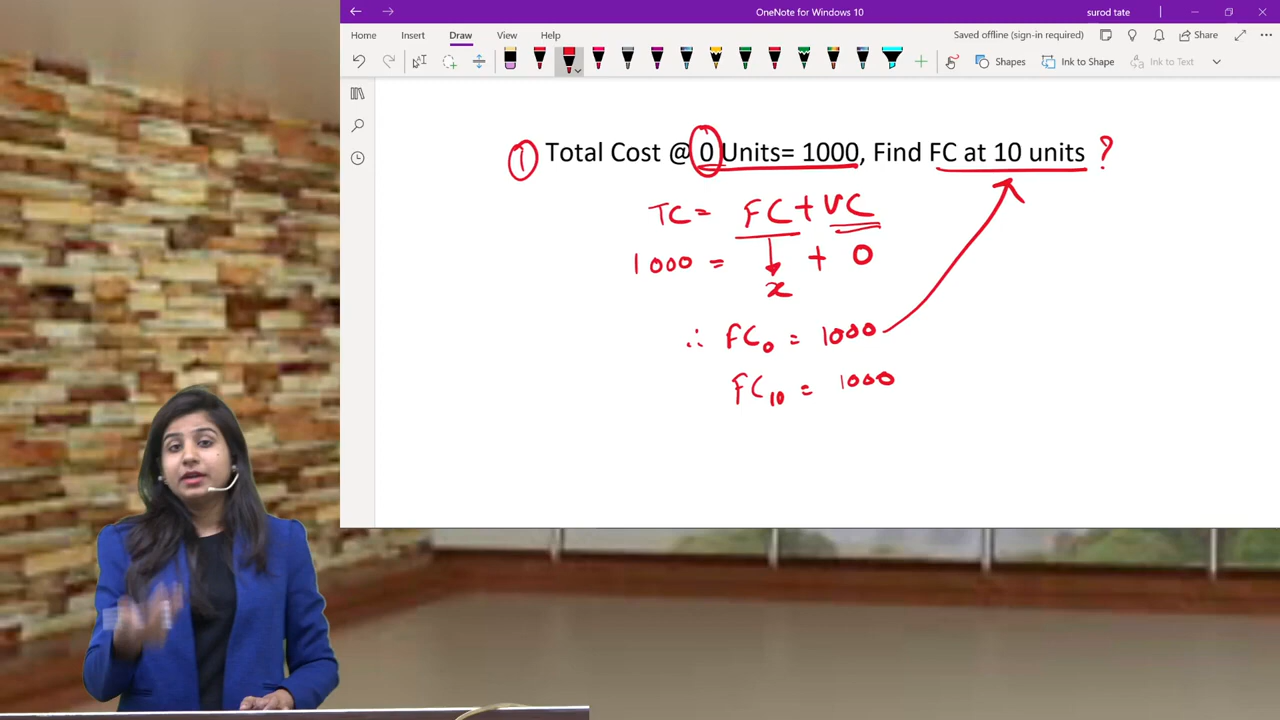 OneNote for Windows 10
surod tate
Home Insert Draw View Help
Saved offline (sign-in required)
Share
Shapes
Ink to Shape
Ink to Text
① Total Cost @ 0 Units= 1000, Find FC at 10 units ?
TC = FC + VC
1000 = x + 0
∴ FC₀ = 1000
FC₁₀ = 1000